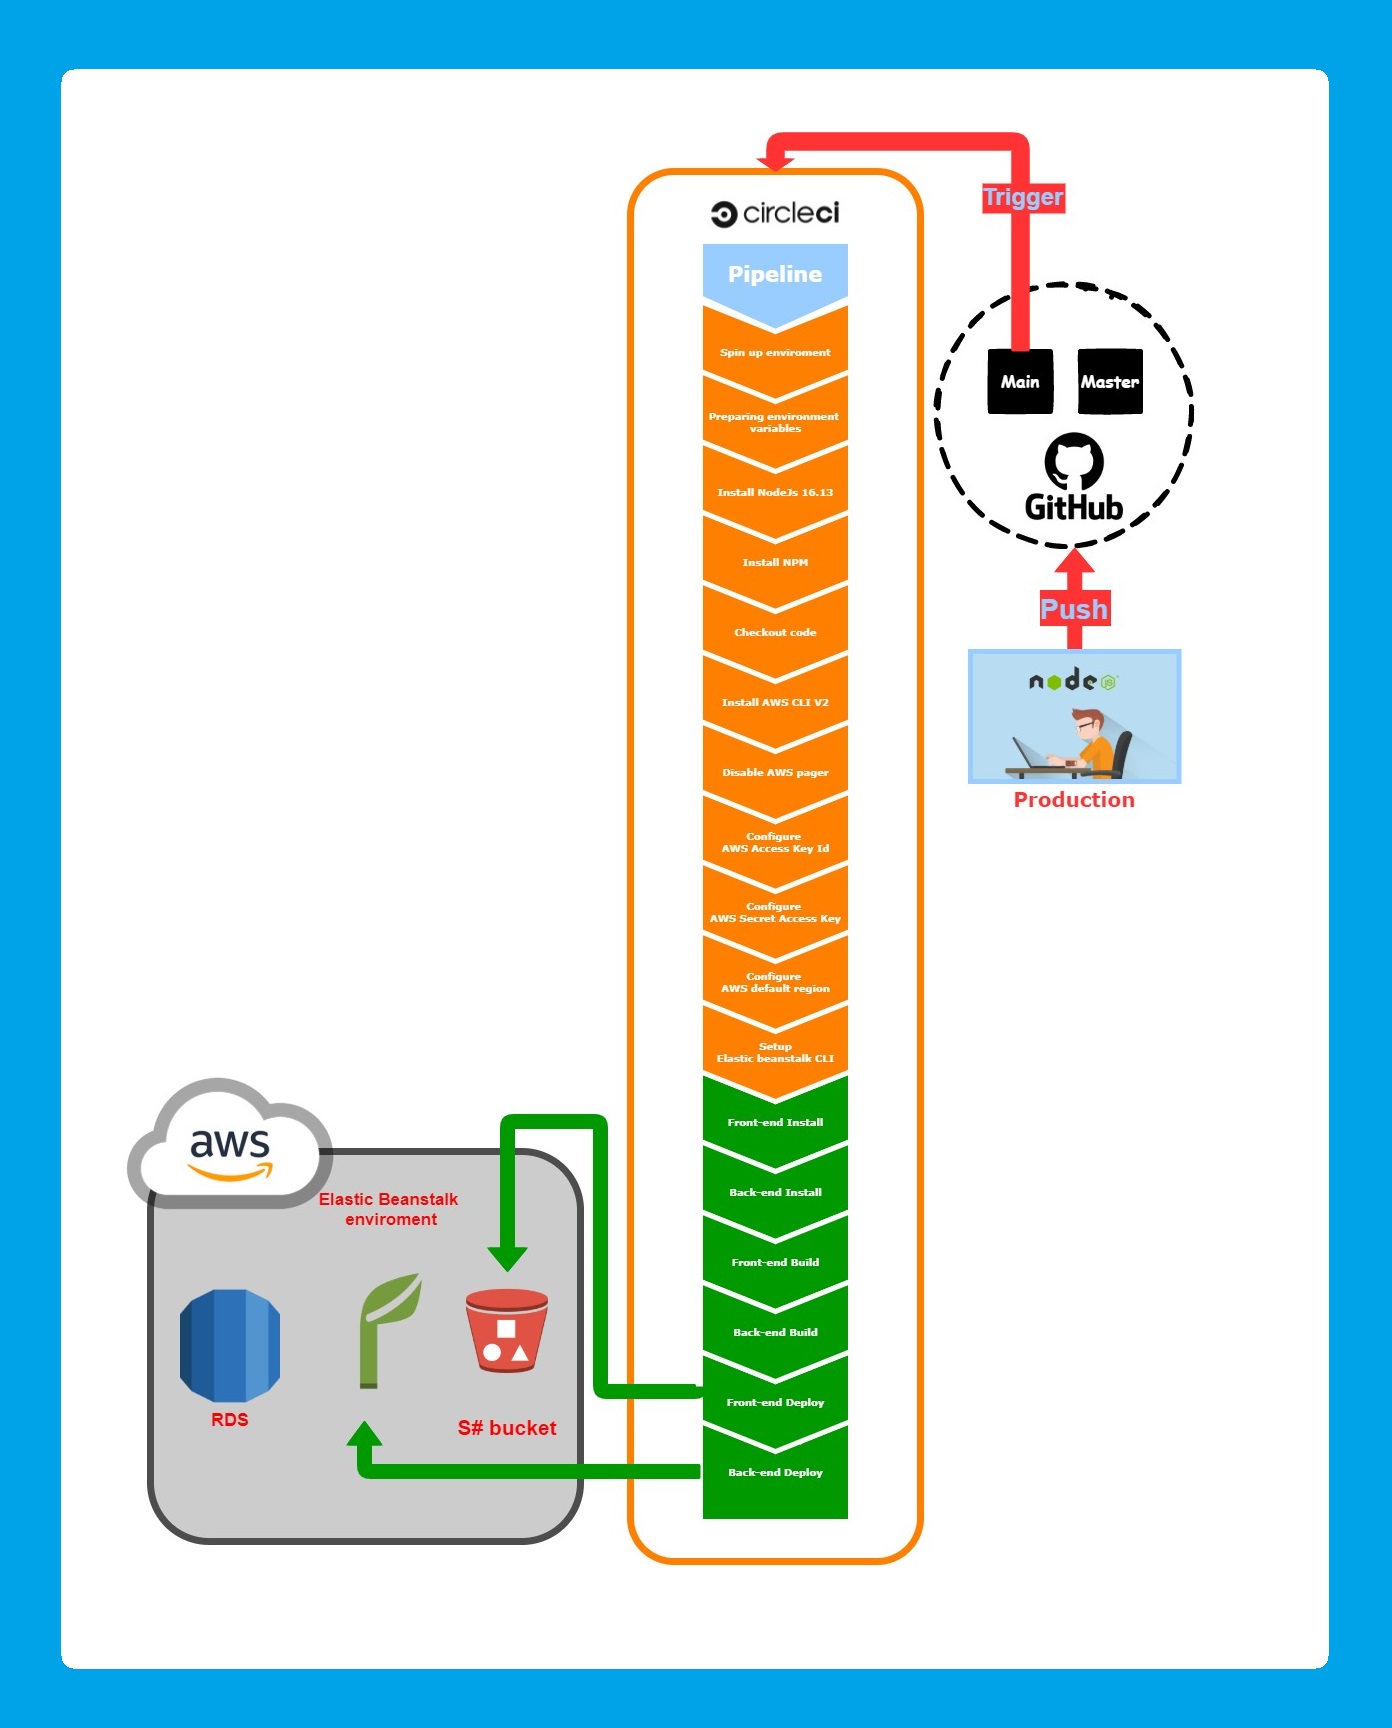 Trigger
circleci
Pipeline
Spin up enviroment
Preparing environment
variables
Install NodeJs 16.13
Install NPM
Checkout code
Install AWS CLI V2
Disable AWS pager
Configure
AWS Access Key Id
Configure
AWS Secret Access Key
Configure
AWS default region
Setup
Elastic beanstalk CLI
Front-end Install
Back-end Install
Front-end Build
Back-end Build
Front-end Deploy
Back-end Deploy
Main
Master
GitHub
Push
node
JS
Production
aws
Elastic Beanstalk
enviroment
RDS
S# bucket